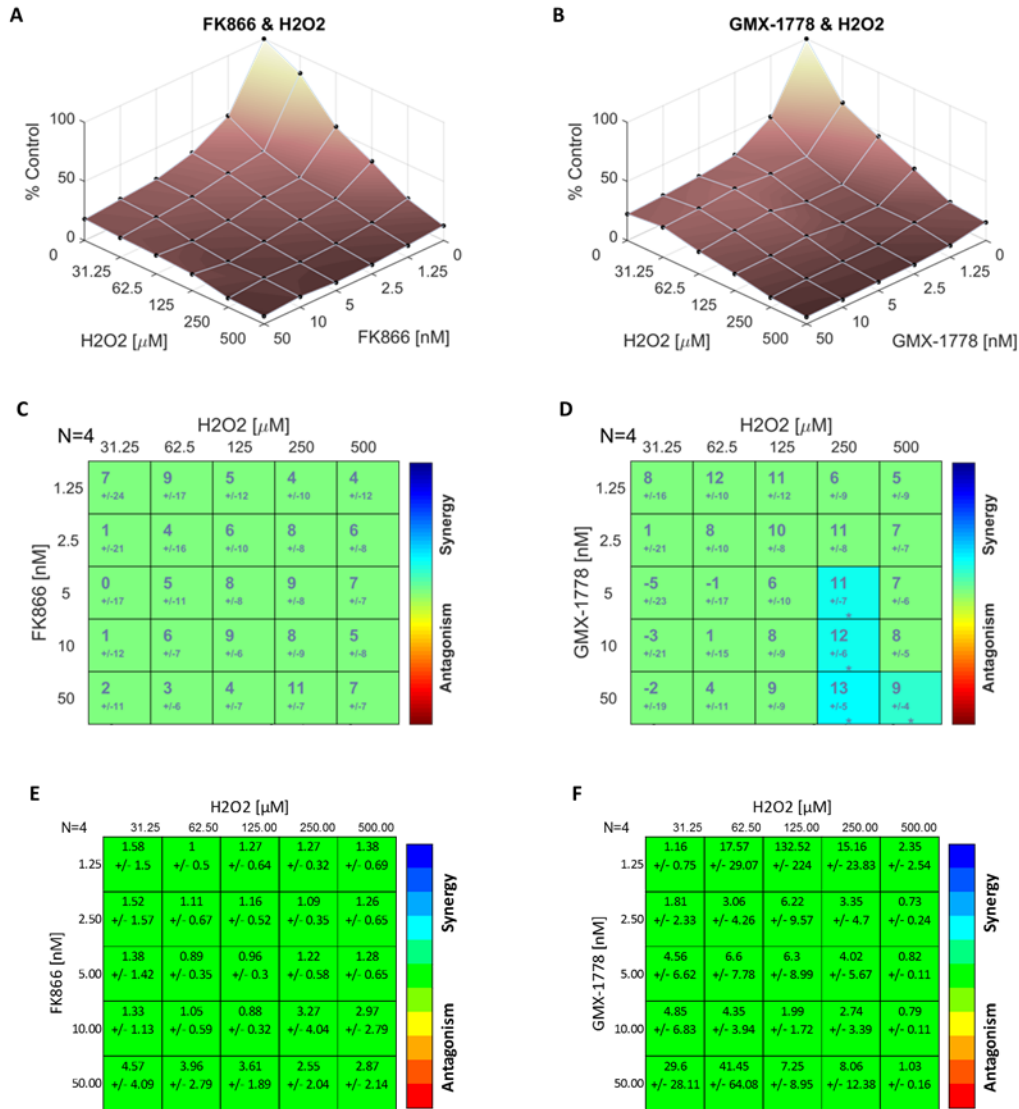 A
FK866 & H2O2
% Control
100
50
0
0
31.25
62.5
125
250
500
H2O2 [μM]
50
10
5
2.5
1.25
0
FK866 [nM]
B
GMX-1778 & H2O2
% Control
100
50
0
0
31.25
62.5
125
250
500
H2O2 [μM]
50
10
5
2.5
1.25
0
GMX-1778 [nM]
C
H2O2 [μM]
N=4
31.25 62.5 125 250 500
FK866 [nM]
1.25 7 9 5 4 4
+/-24 +/-17 +/-12 +/-10 +/-12
2.5 1 4 6 8 6
+/-21 +/-16 +/-10 +/-8 +/-8
5 0 5 8 9 7
+/-17 +/-11 +/-8 +/-8 +/-7
10 1 6 9 8 5
+/-12 +/-7 +/-6 +/-9 +/-8
50 2 3 4 11 7
+/-11 +/-6 +/-7 +/-7 +/-7
Synergy
Antagonism
D
H2O2 [μM]
N=4
31.25 62.5 125 250 500
GMX-1778 [nM]
1.25 8 12 11 6 5
+/-16 +/-10 +/-12 +/-9 +/-9
2.5 1 8 10 11 7
+/-21 +/-10 +/-8 +/-8 +/-7
5 -5 -1 6 11 7
+/-23 +/-17 +/-10 +/-7 +/-6
*
10 -3 1 8 12 8
+/-21 +/-15 +/-9 +/-6 +/-5
*
50 -2 4 9 13 9
+/-19 +/-11 +/-9 +/-5 +/-4
* *
Synergy
Antagonism
E
H2O2 [μM]
N=4
31.25 62.50 125.00 250.00 500.00
FK866 [nM]
1.58 1 1.27 1.27 1.38
1.25 +/- 1.5 +/- 0.5 +/- 0.64 +/- 0.32 +/- 0.69
1.52 1.11 1.16 1.09 1.26
2.50 +/- 1.57 +/- 0.67 +/- 0.52 +/- 0.35 +/- 0.65
1.38 0.89 0.96 1.22 1.28
5.00 +/- 1.42 +/- 0.35 +/- 0.3 +/- 0.58 +/- 0.65
1.33 1.05 0.88 3.27 2.97
10.00 +/- 1.13 +/- 0.59 +/- 0.32 +/- 4.04 +/- 2.79
4.57 3.96 3.61 2.55 2.87
50.00 +/- 4.09 +/- 2.79 +/- 1.89 +/- 2.04 +/- 2.14
Synergy
Antagonism
F
H2O2 [μM]
N=4
31.25 62.50 125.00 250.00 500.00
GMX-1778 [nM]
1.16 17.57 132.52 15.16 2.35
1.25 +/- 0.75 +/- 29.07 +/- 224 +/- 23.83 +/- 2.54
1.81 3.06 6.22 3.35 0.73
2.50 +/- 2.33 +/- 4.26 +/- 9.57 +/- 4.7 +/- 0.24
4.56 6.6 6.3 4.02 0.82
5.00 +/- 6.62 +/- 7.78 +/- 8.99 +/- 5.67 +/- 0.11
4.85 4.35 1.99 2.74 0.79
10.00 +/- 6.83 +/- 3.94 +/- 1.72 +/- 3.39 +/- 0.11
29.6 41.45 7.25 8.06 1.03
50.00 +/- 28.11 +/- 64.08 +/- 8.95 +/- 12.38 +/- 0.16
Synergy
Antagonism